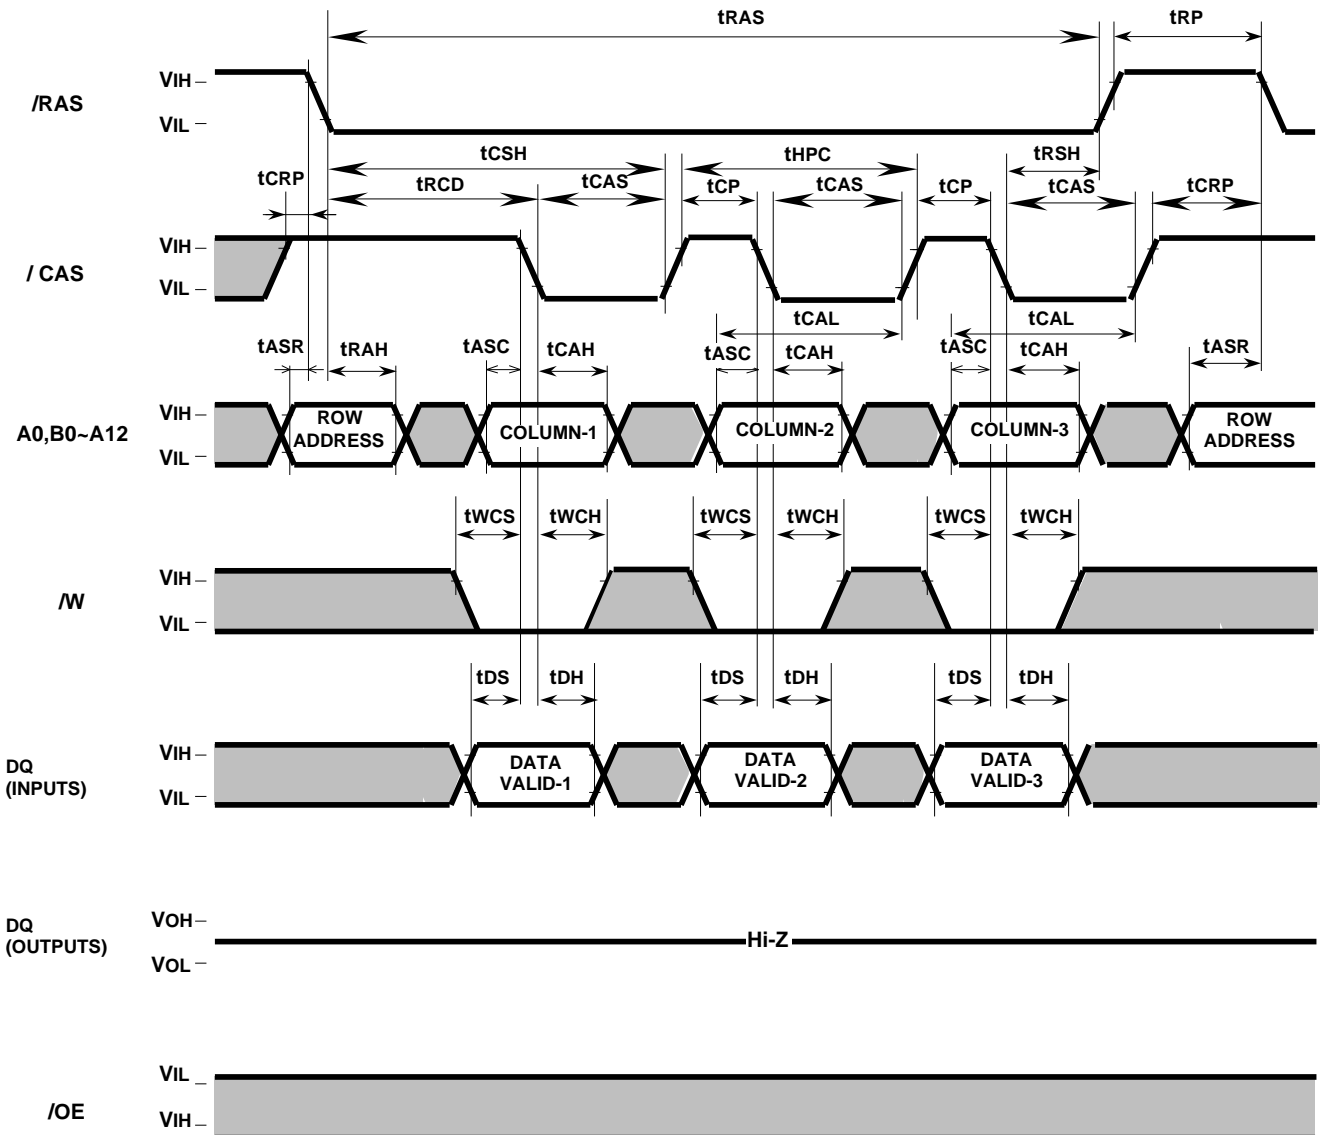 tRAS tRP
VIH
/RAS
VIL
tCSH tHPC tRSH
tCRP tRCD tCAS tCP tCAS tCP tCAS tCRP
VIH
/ CAS
VIL
tCAL tCAL
tASR tRAH tASC tCAH tASC tCAH tASC tCAH tASR
VIH
A0,B0~A12
VIL
ROW
ADDRESS
COLUMN-1
COLUMN-2
COLUMN-3
ROW
ADDRESS
tWCS tWCH tWCS tWCH tWCS tWCH
VIH
/W
VIL
tDS tDH tDS tDH tDS tDH
VIH
DQ
(INPUTS)
VIL
DATA
VALID-1
DATA
VALID-2
DATA
VALID-3
VOH
DQ
(OUTPUTS)
VOL
Hi-Z
VIL
/OE
VIH